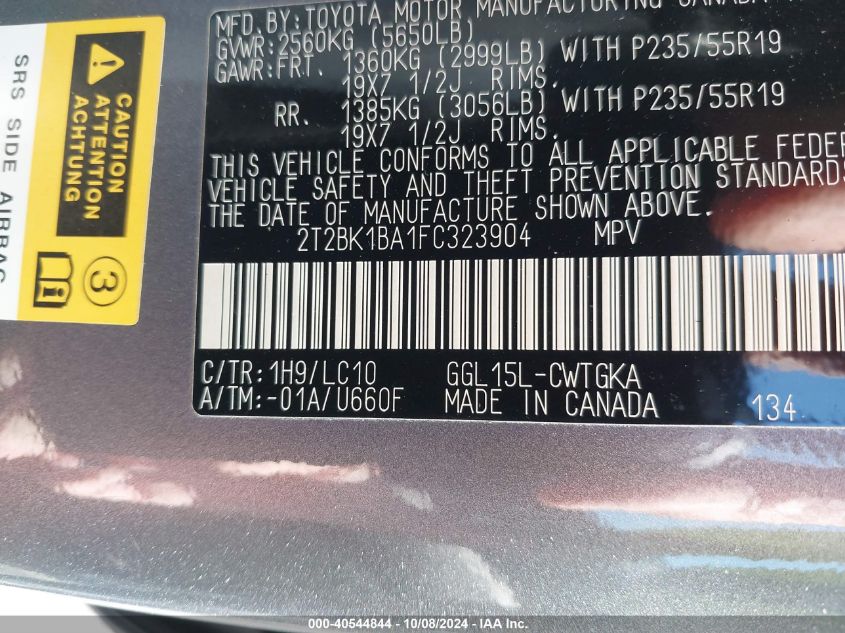 MFD. BY: TOYOTA MOTOR MANUFACTURING CANADA
GVWR: 2560KG (5650LB)
GAWR: FRT. 1360KG (2999LB) WITH P235/55R19
19X7 1/2J RIMS.
RR. 1385KG (3056LB) WITH P235/55R19
19X7 1/2J RIMS.
THIS VEHICLE CONFORMS TO ALL APPLICABLE FEDER
VEHICLE SAFETY AND THEFT PREVENTION STANDARDS
THE DATE OF MANUFACTURE SHOWN ABOVE.
2T2BK1BA1FC323904 MPV
C/TR: 1H9/LC10 GGL15L-CWTGKA
A/TM: -01A/U660F MADE IN CANADA 134
SRS SIDE AIRBAG
CAUTION
ATTENTION
ACHTUNG
3
i
000-40544844 - 10/08/2024 - IAA Inc.